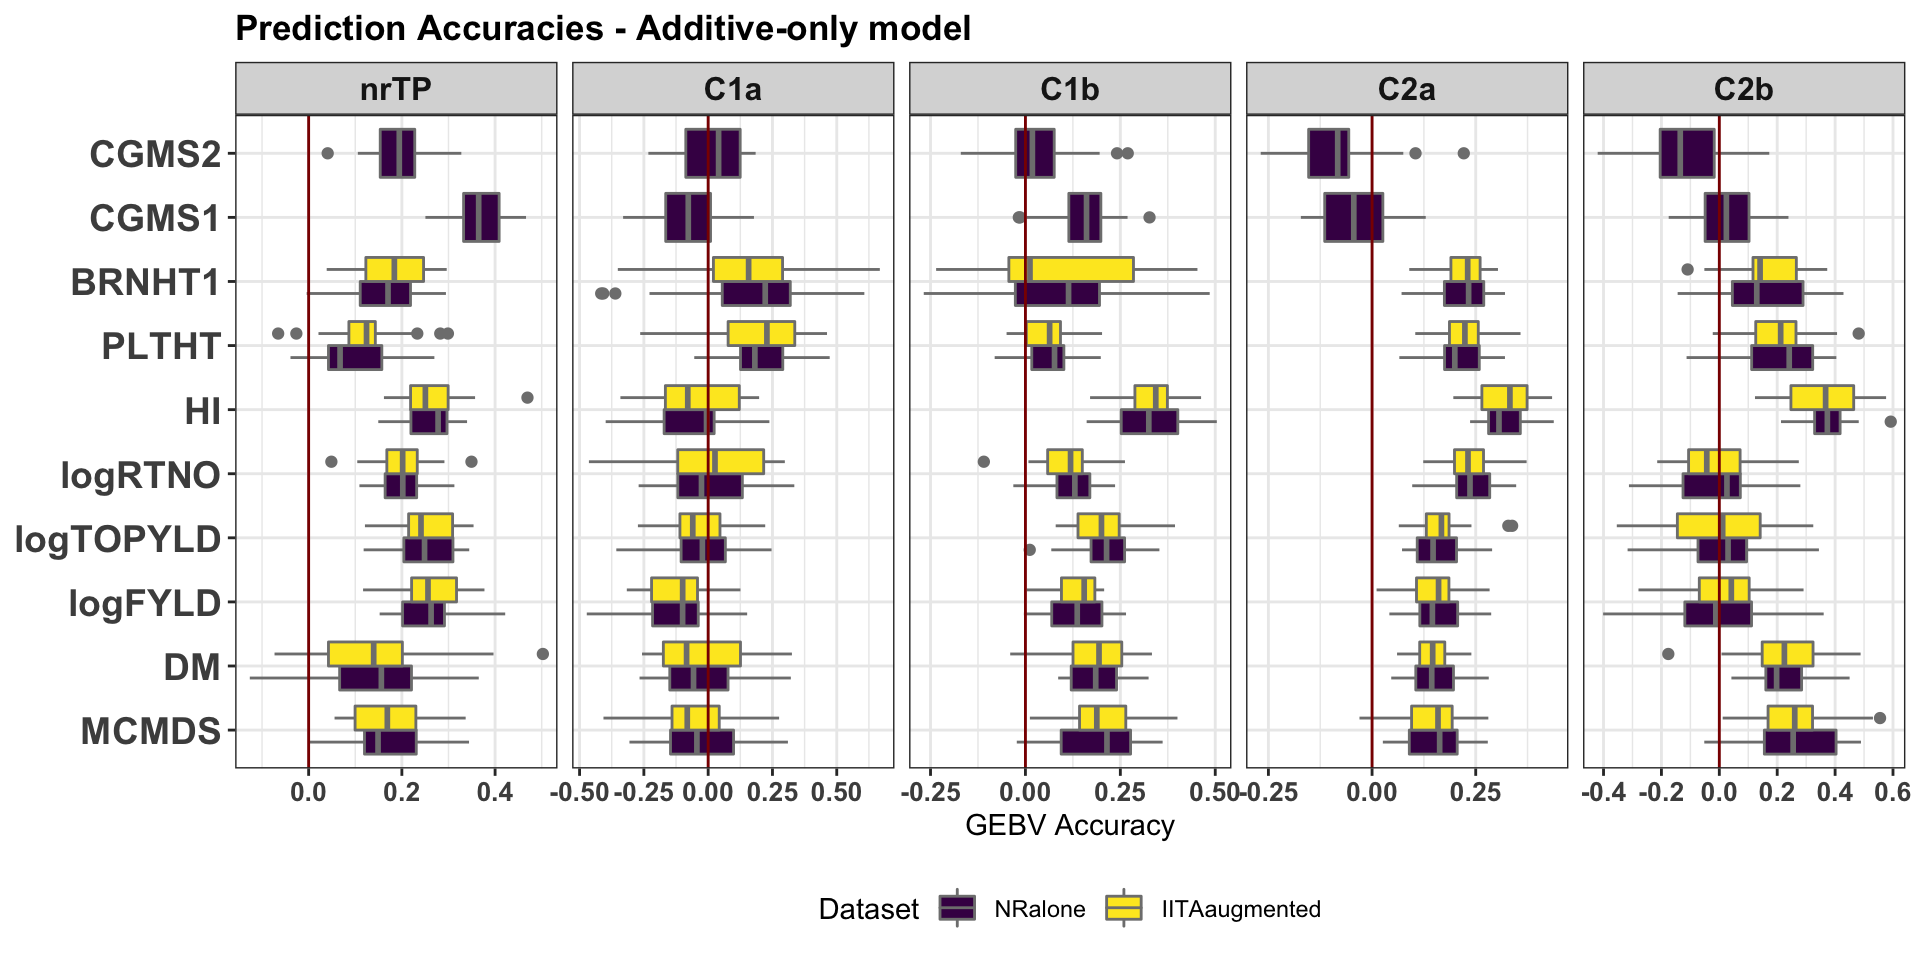 Prediction Accuracies - Additive-only model
nrTP C1a C1b C2a C2b
CGMS2
CGMS1
BRNHT1
PLTHT
HI
logRTNO
logTOPYLD
logFYLD
DM
MCMDS
0.0 0.2 0.4 -0.50 -0.25 0.00 0.25 0.50 -0.25 0.00 0.25 0.50 -0.25 0.00 0.25 -0.4 -0.2 0.0 0.2 0.4 0.6
GEBV Accuracy
Dataset NRalone IITAaugmented